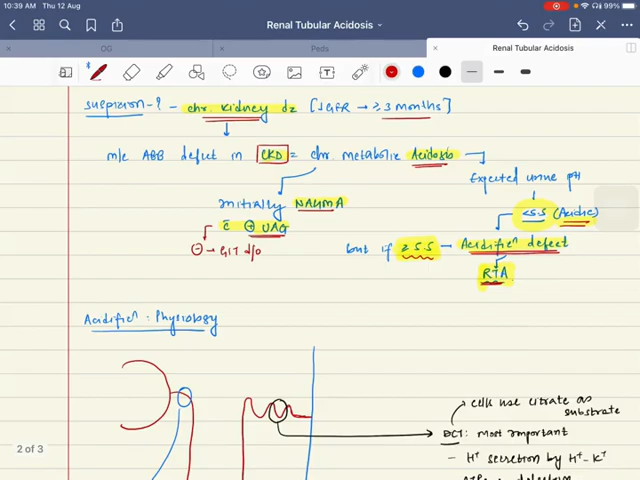 10:39 AM Thu 12 Aug
99%
Renal Tubular Acidosis
OG
Peds
Renal Tubular Acidosis
suspicion-? - chr. kidney dz [↓GFR → ≥3 months]
m/c ABB defect in CKD = chr. metabolic Acidosis
Expected urine pH
initially NAGMA
<5.5 (Acidic)
c̄ ⊕ UAG
⊖ → GIT d/o
but if ≥5.5 → Acidific^n defect
RTA
Acidific^n: Physiology
cells use citrate as
substrate
DCT: most important
2 of 3
- H+ secretion by H+-K+